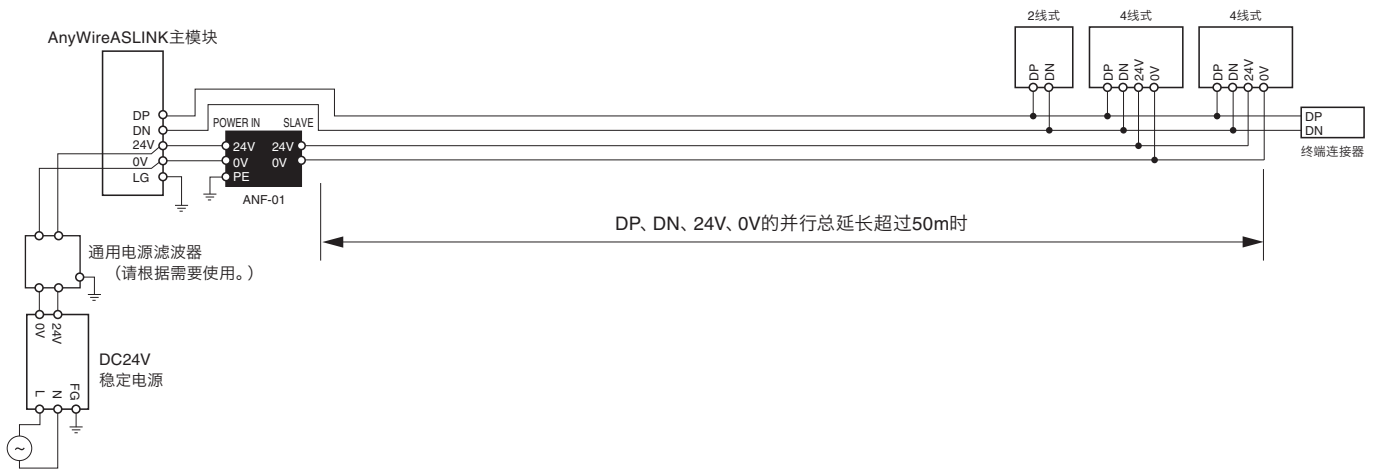 2线式
4线式
4线式
AnyWireASLINK主模块
DP
DN
24V
0V
LG
POWER IN
SLAVE
24V
24V
0V
0V
PE
ANF-01
DP
DN
DP
DN
24V
0V
DP
DN
24V
0V
DP
DN
终端连接器
DP、DN、24V、0V的并行总延长超过50m时
通用电源滤波器
（请根据需要使用。）
0V
24V
DC24V
稳定电源
L
N
FG
~